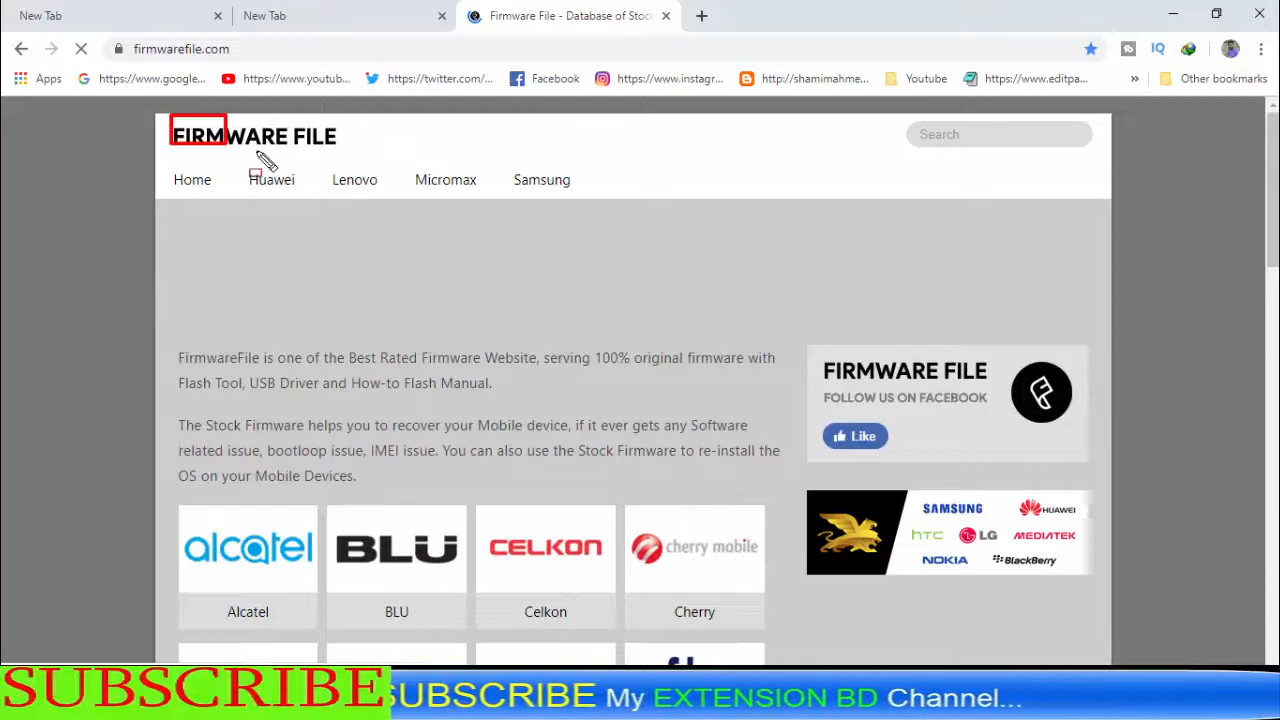 New Tab
New Tab
Firmware File - Database of Stoc
firmwarefile.com
Apps
https://www.google...
https://www.youtub...
https://twitter.com/...
Facebook
https://www.instagr...
http://shamimahme...
Youtube
https://www.editpa...
»
Other bookmarks
FIRMWARE FILE
Search
Home
Huawei
Lenovo
Micromax
Samsung
FirmwareFile is one of the Best Rated Firmware Website, serving 100% original firmware with
Flash Tool, USB Driver and How-to Flash Manual.
The Stock Firmware helps you to recover your Mobile device, if it ever gets any Software
related issue, bootloop issue, IMEI issue. You can also use the Stock Firmware to re-install the
OS on your Mobile Devices.
FIRMWARE FILE
FOLLOW US ON FACEBOOK
Like
SAMSUNG
HUAWEI
hTC
LG
MEDIATEK
NOKIA
BlackBerry
alcatel
BLU
CELKON
cherry mobile
Alcatel
BLU
Celkon
Cherry
SUBSCRIBE
SUBSCRIBE My EXTENSION BD Channel...